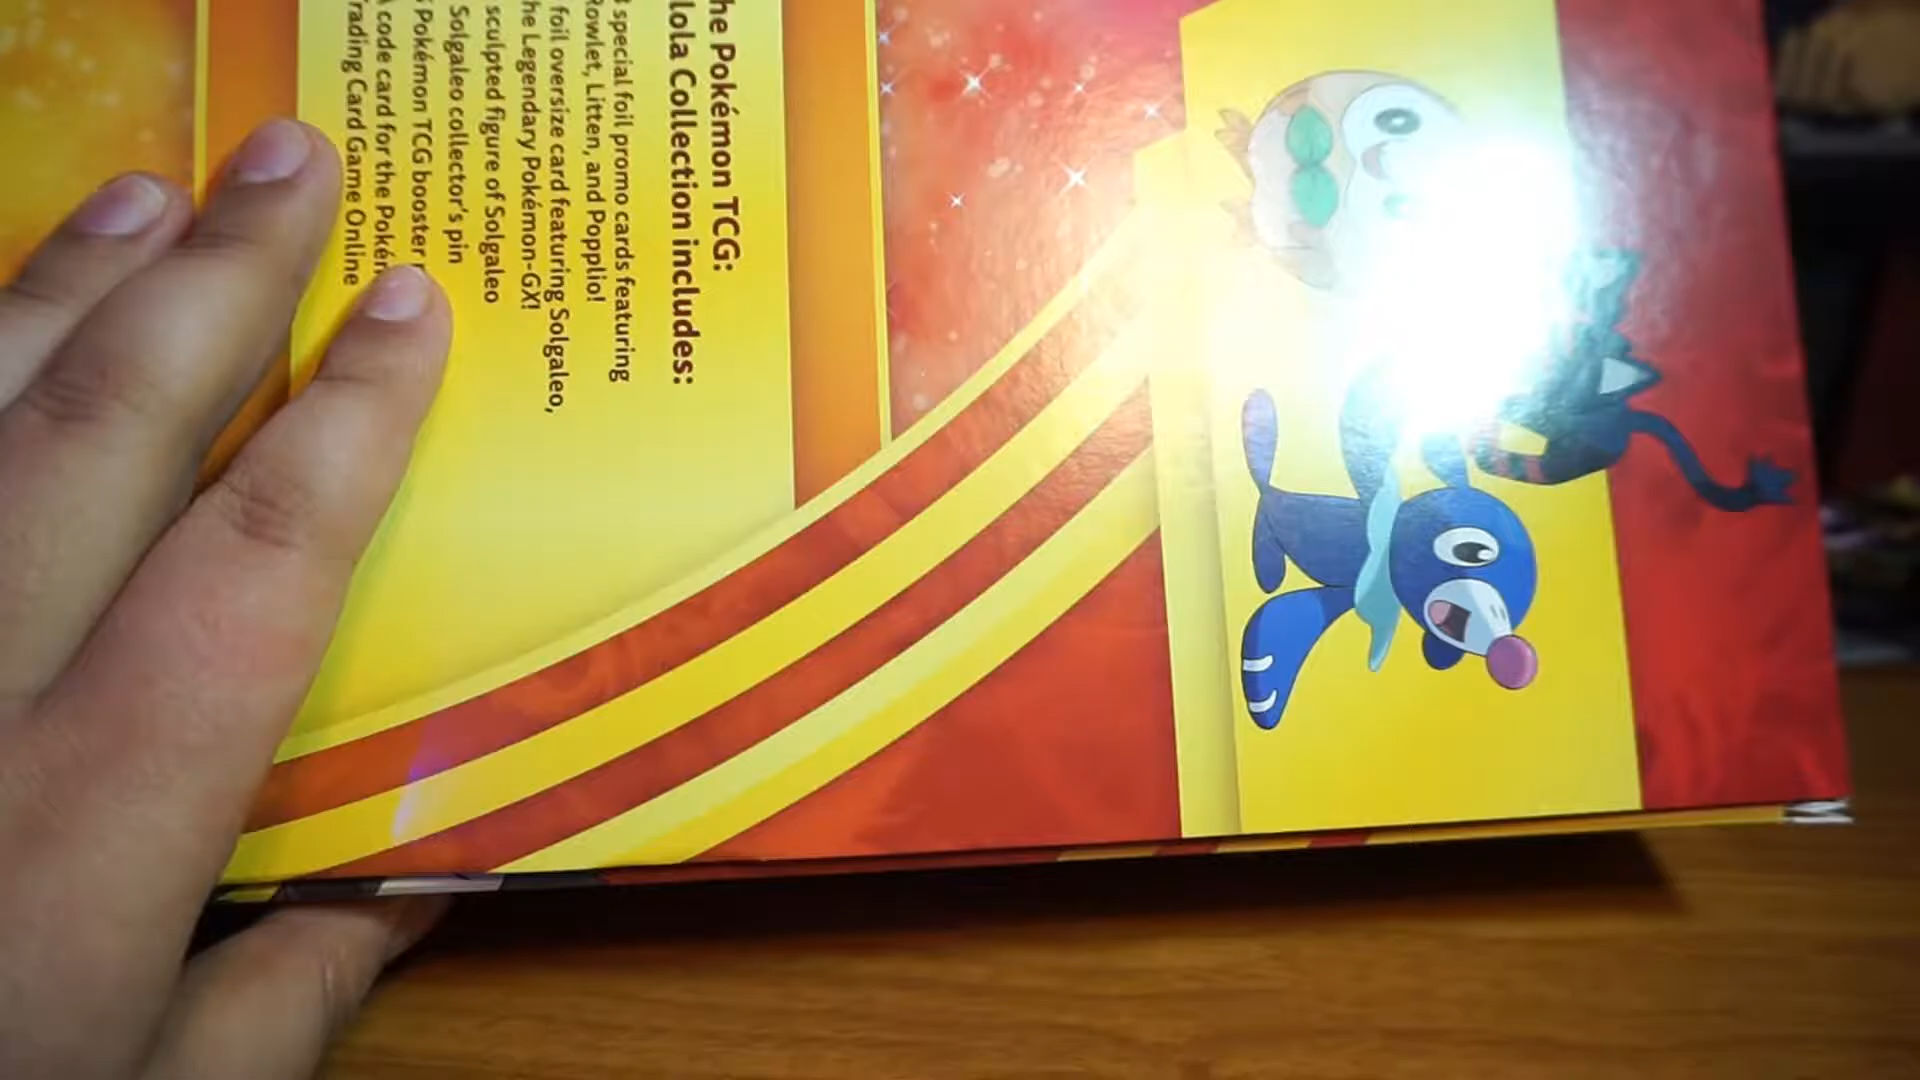 he Pokémon TCG:
lola Collection includes:
special foil promo cards featuring
Rowlet, Litten, and Popplio!
foil oversize card featuring Solgaleo,
he Legendary Pokémon-GX!
sculpted figure of Solgaleo
Solgaleo collector's pin
Pokémon TCG booster
code card for the Pokém
rading Card Game Online